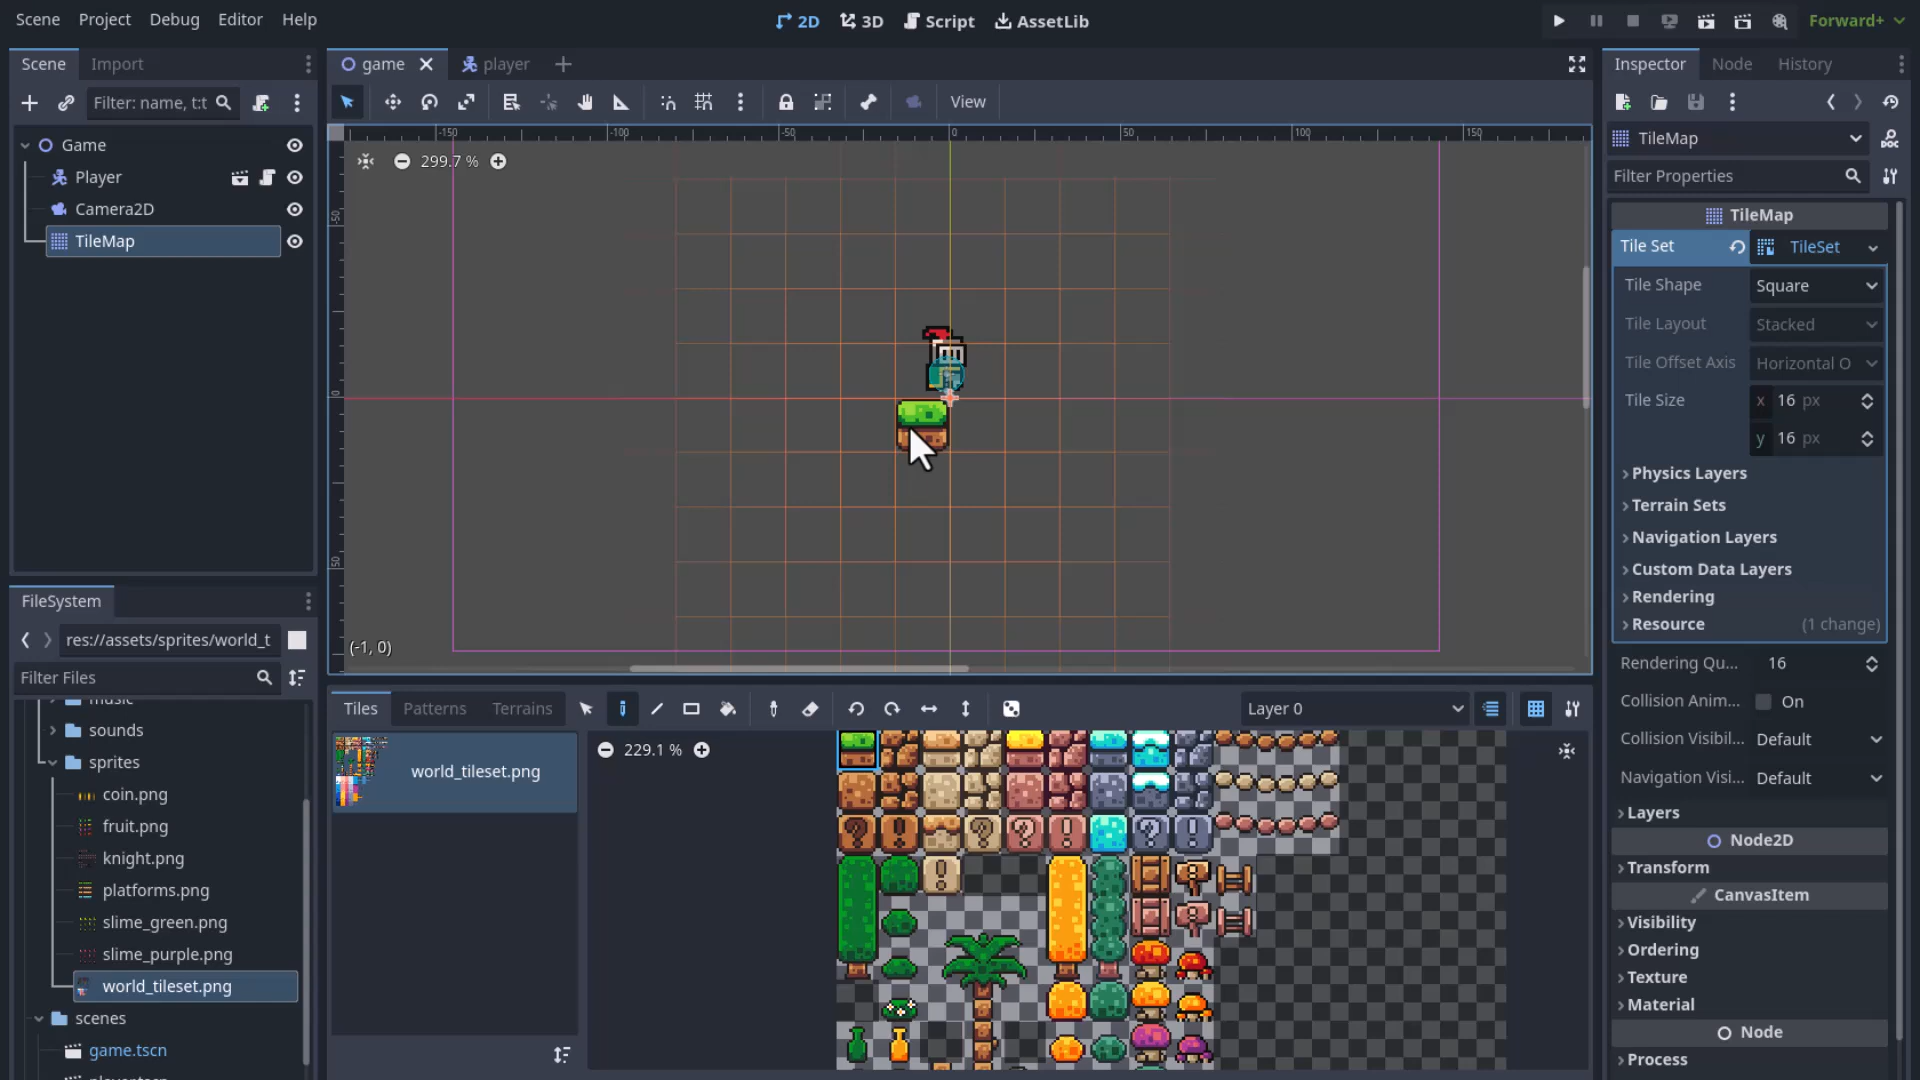 Scene Project Debug Editor Help
2D 3D Script AssetLib
Forward+
Scene Import
Filter: name, t:t
Game
Player
Camera2D
TileMap
game player
View
-150 -100 -50 0 50 100 150
299.7 %
(-1, 0)
FileSystem
res://assets/sprites/world_t
Filter Files
music
sounds
sprites
coin.png
fruit.png
knight.png
platforms.png
slime_green.png
slime_purple.png
world_tileset.png
scenes
game.tscn
Tiles Patterns Terrains
Layer 0
world_tileset.png
229.1 %
Inspector Node History
TileMap
Filter Properties
TileMap
Tile Set TileSet
Tile Shape Square
Tile Layout Stacked
Tile Offset Axis Horizontal O
Tile Size x 16 px
y 16 px
Physics Layers
Terrain Sets
Navigation Layers
Custom Data Layers
Rendering
Resource (1 change)
Rendering Qu... 16
Collision Anim... On
Collision Visibil... Default
Navigation Visi... Default
Layers
Node2D
Transform
CanvasItem
Visibility
Ordering
Texture
Material
Node
Process